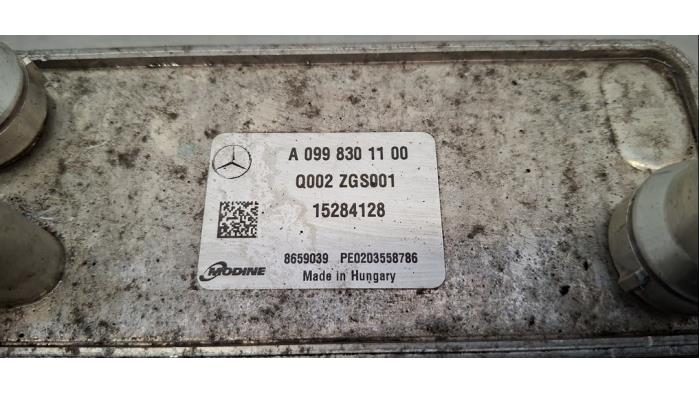 A 099 830 11 00
Q002 ZGS001
15284128
8659039 PE0203558786
MODINE
Made in Hungary